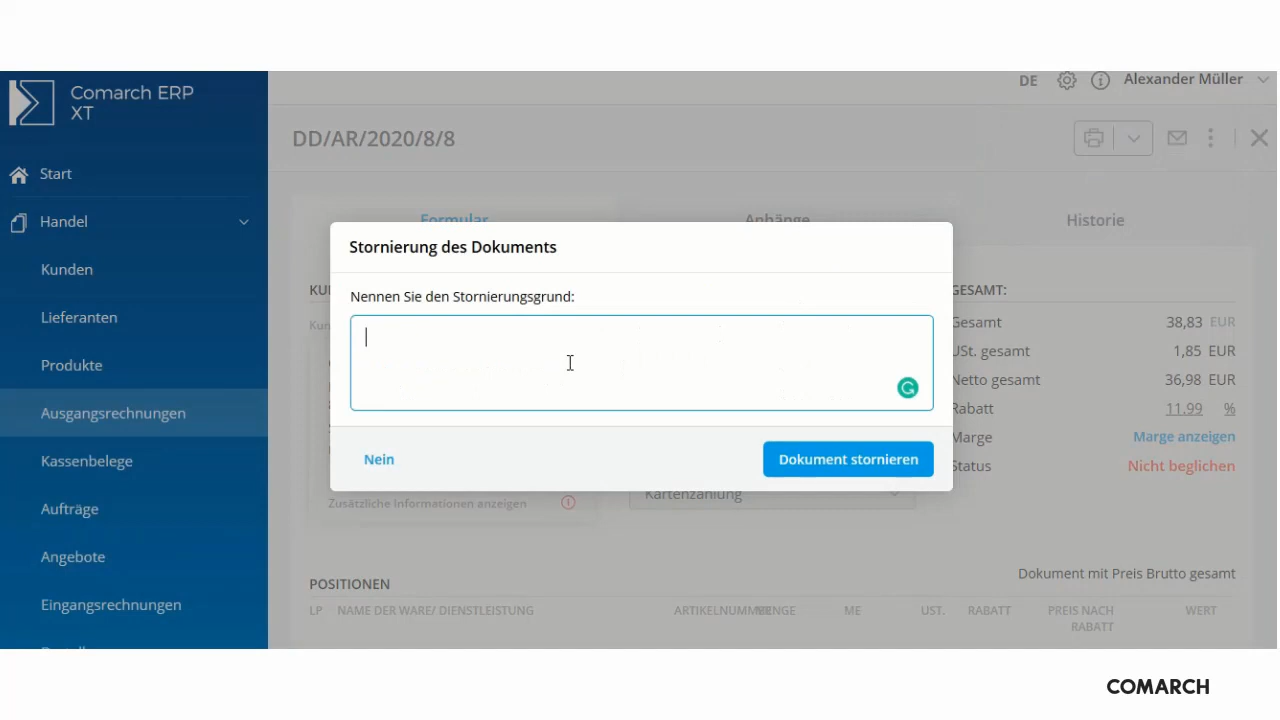 Comarch ERP
XT
DE
Alexander Müller
DD/AR/2020/8/8
Start
Handel
Kunden
Lieferanten
Produkte
Ausgangsrechnungen
Kassenbelege
Aufträge
Angebote
Eingangsrechnungen
Formular
Anhänge
Historie
Stornierung des Dokuments
Nennen Sie den Stornierungsgrund:
Nein
Dokument stornieren
GESAMT:
Gesamt 38,83 EUR
USt. gesamt 1,85 EUR
Netto gesamt 36,98 EUR
Rabatt 11.99 %
Marge Marge anzeigen
Status Nicht beglichen
Zusätzliche Informationen anzeigen
Kartenzahlung
Dokument mit Preis Brutto gesamt
POSITIONEN
LP NAME DER WARE/ DIENSTLEISTUNG ME UST. RABATT PREIS NACH WERT
RABATT
COMARCH